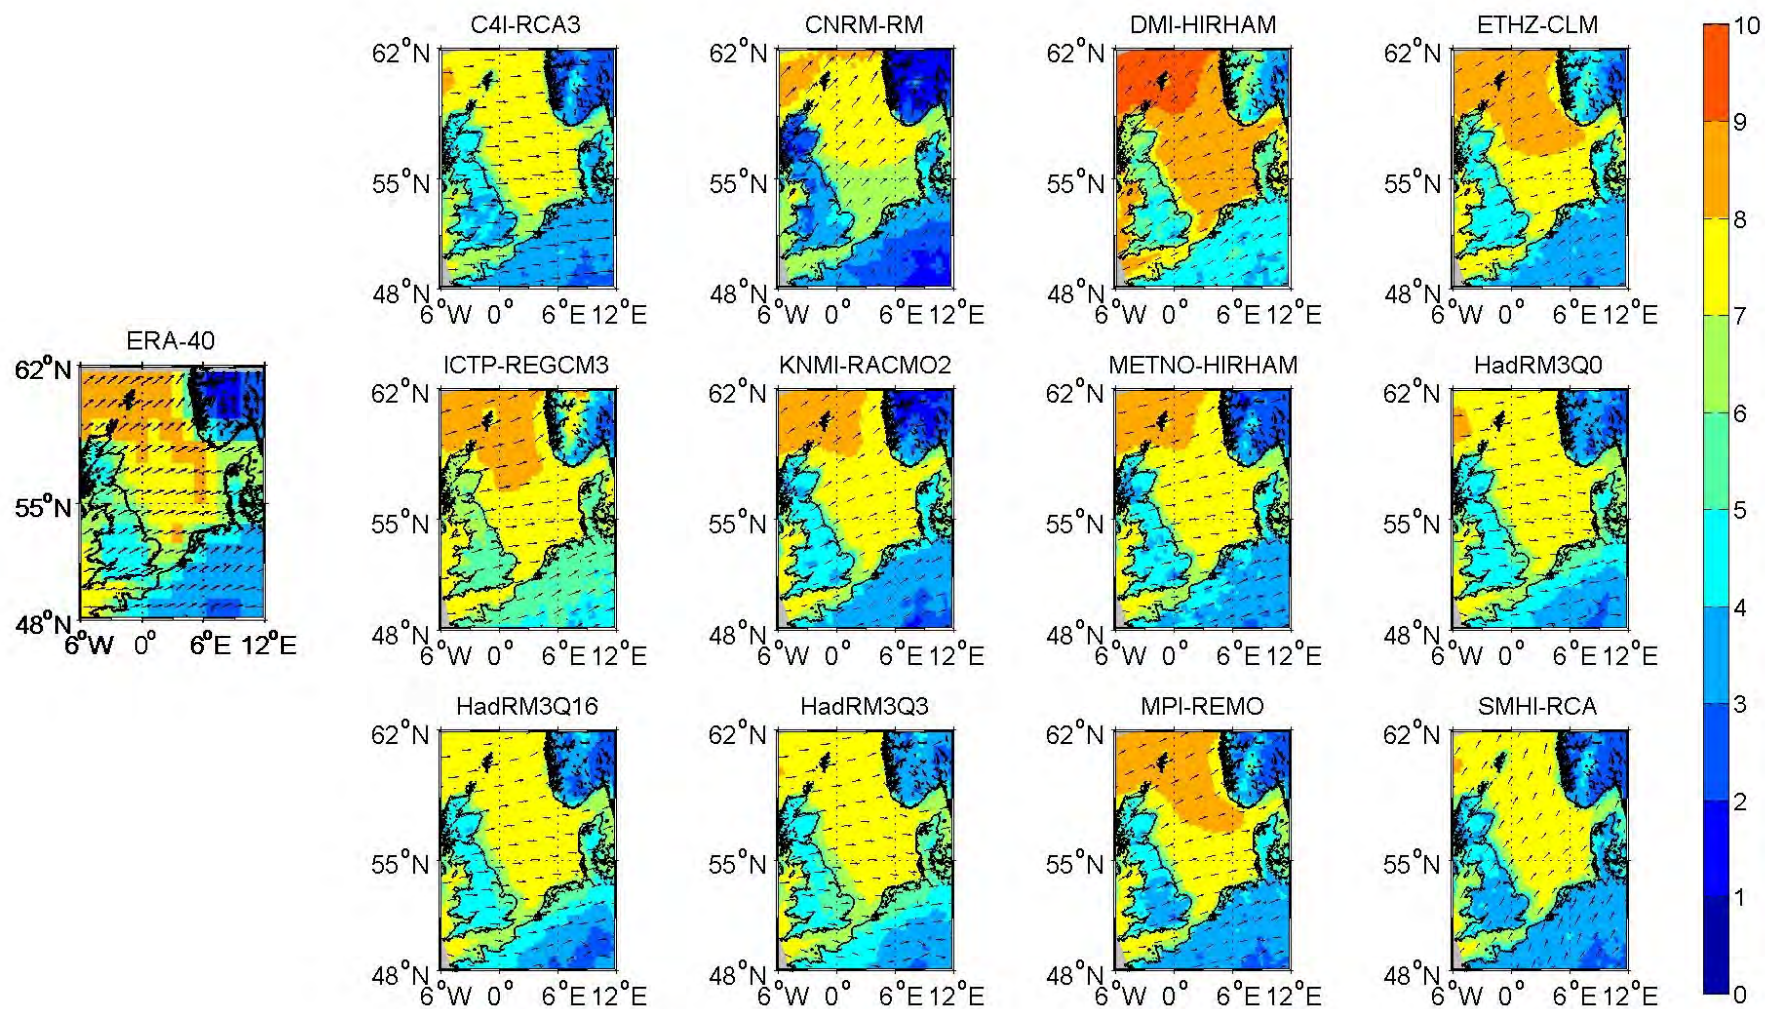 C4I-RCA3 CNRM-RM DMI-HIRHAM ETHZ-CLM
62°N 62°N 62°N 62°N 10
9
55°N 55°N 55°N 55°N
8
48°N 48°N 48°N 48°N
6°W 0° 6°E 12°E 6°W 0° 6°E 12°E 6°W 0° 6°E 12°E 6°W 0° 6°E 12°E
7
ERA-40
62°N
55°N
48°N
6°W 0° 6°E 12°E
ICTP-REGCM3 KNMI-RACMO2 METNO-HIRHAM HadRM3Q0
62°N 62°N 62°N 62°N
6
5
55°N 55°N 55°N 55°N
4
48°N 48°N 48°N 48°N
6°W 0° 6°E 12°E 6°W 0° 6°E 12°E 6°W 0° 6°E 12°E 6°W 0° 6°E 12°E
HadRM3Q16 HadRM3Q3 MPI-REMO SMHI-RCA
3
62°N 62°N 62°N 62°N
2
55°N 55°N 55°N 55°N
1
48°N 48°N 48°N 48°N
6°W 0° 6°E 12°E 6°W 0° 6°E 12°E 6°W 0° 6°E 12°E 6°W 0° 6°E 12°E
0